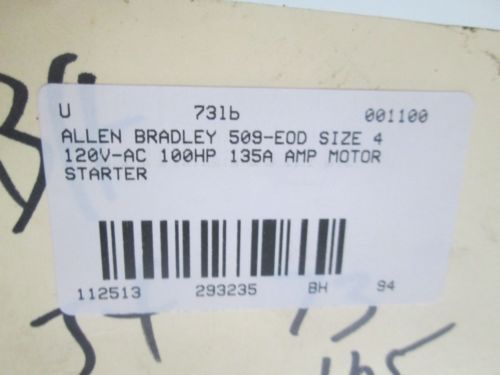 U 731b 001100
ALLEN BRADLEY 509-EOD SIZE 4
120V-AC 100HP 135A AMP MOTOR
STARTER
112513 293235 BH 94
165